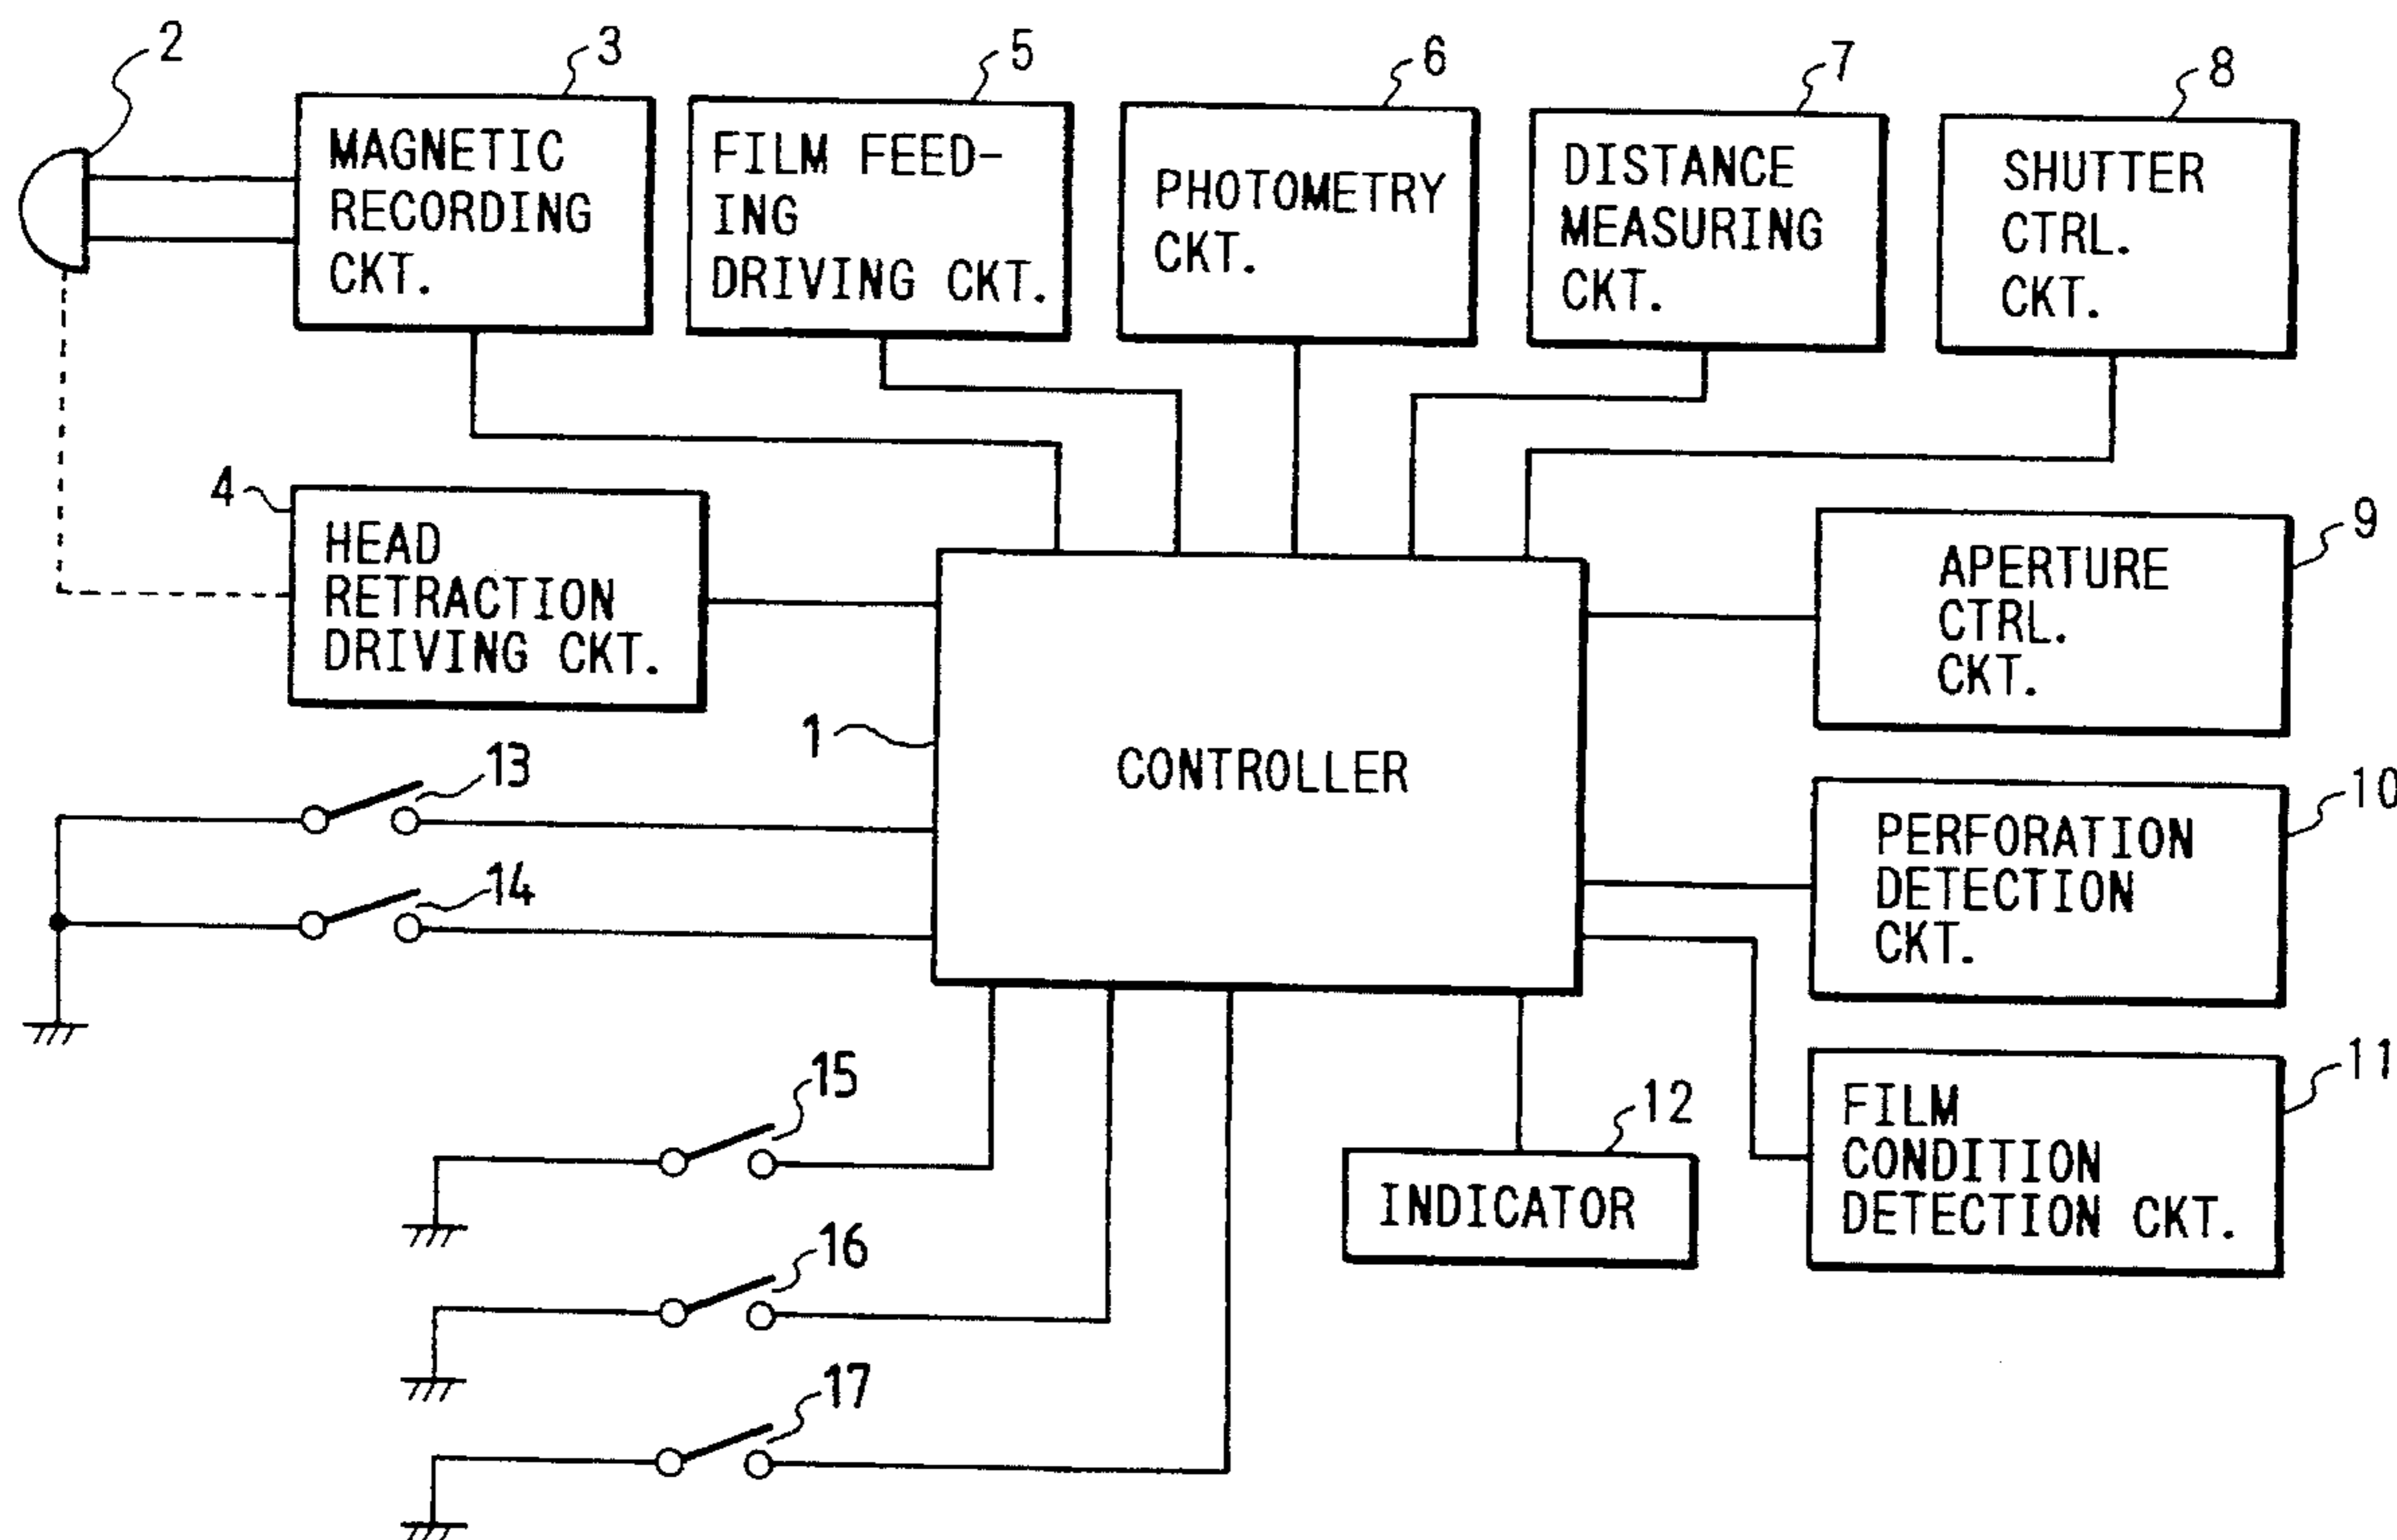 2
3
5
6
7
8
MAGNETIC
RECORDING
CKT.
FILM FEED-
ING
DRIVING CKT.
PHOTOMETRY
CKT.
DISTANCE
MEASURING
CKT.
SHUTTER
CTRL.
CKT.
4
HEAD
RETRACTION
DRIVING CKT.
9
APERTURE
CTRL.
CKT.
1
CONTROLLER
13
14
10
PERFORATION
DETECTION
CKT.
15
16
17
12
INDICATOR
11
FILM
CONDITION
DETECTION CKT.